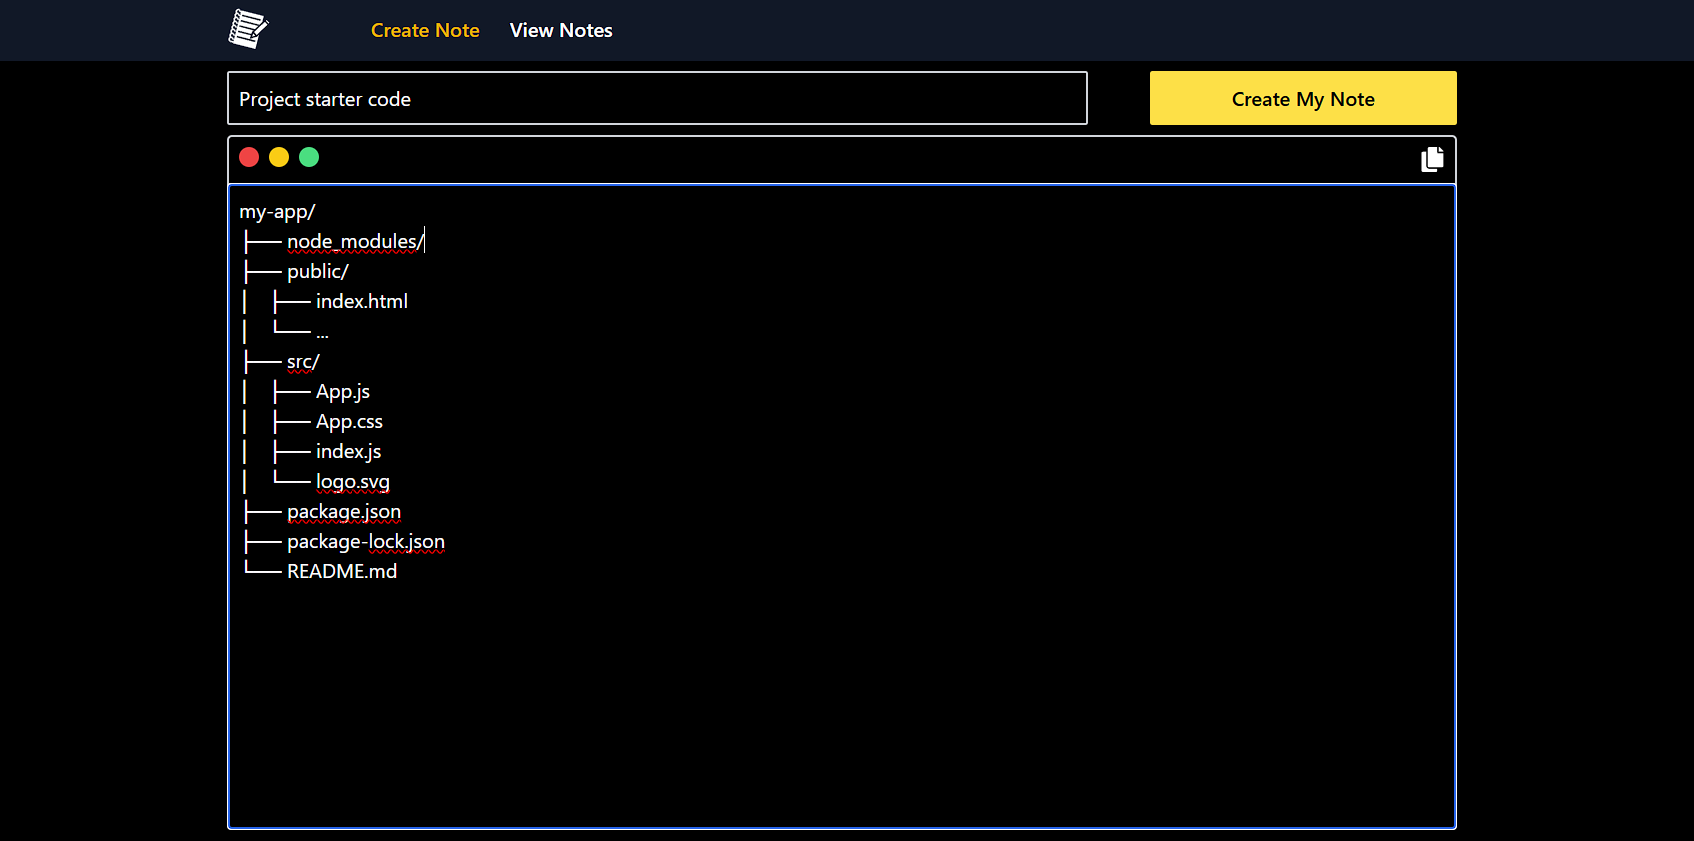 Create Note View Notes
Project starter code
Create My Note
my-app/
├── node_modules/
├── public/
│   ├── index.html
│   └── ...
├── src/
│   ├── App.js
│   ├── App.css
│   ├── index.js
│   └── logo.svg
├── package.json
├── package-lock.json
└── README.md